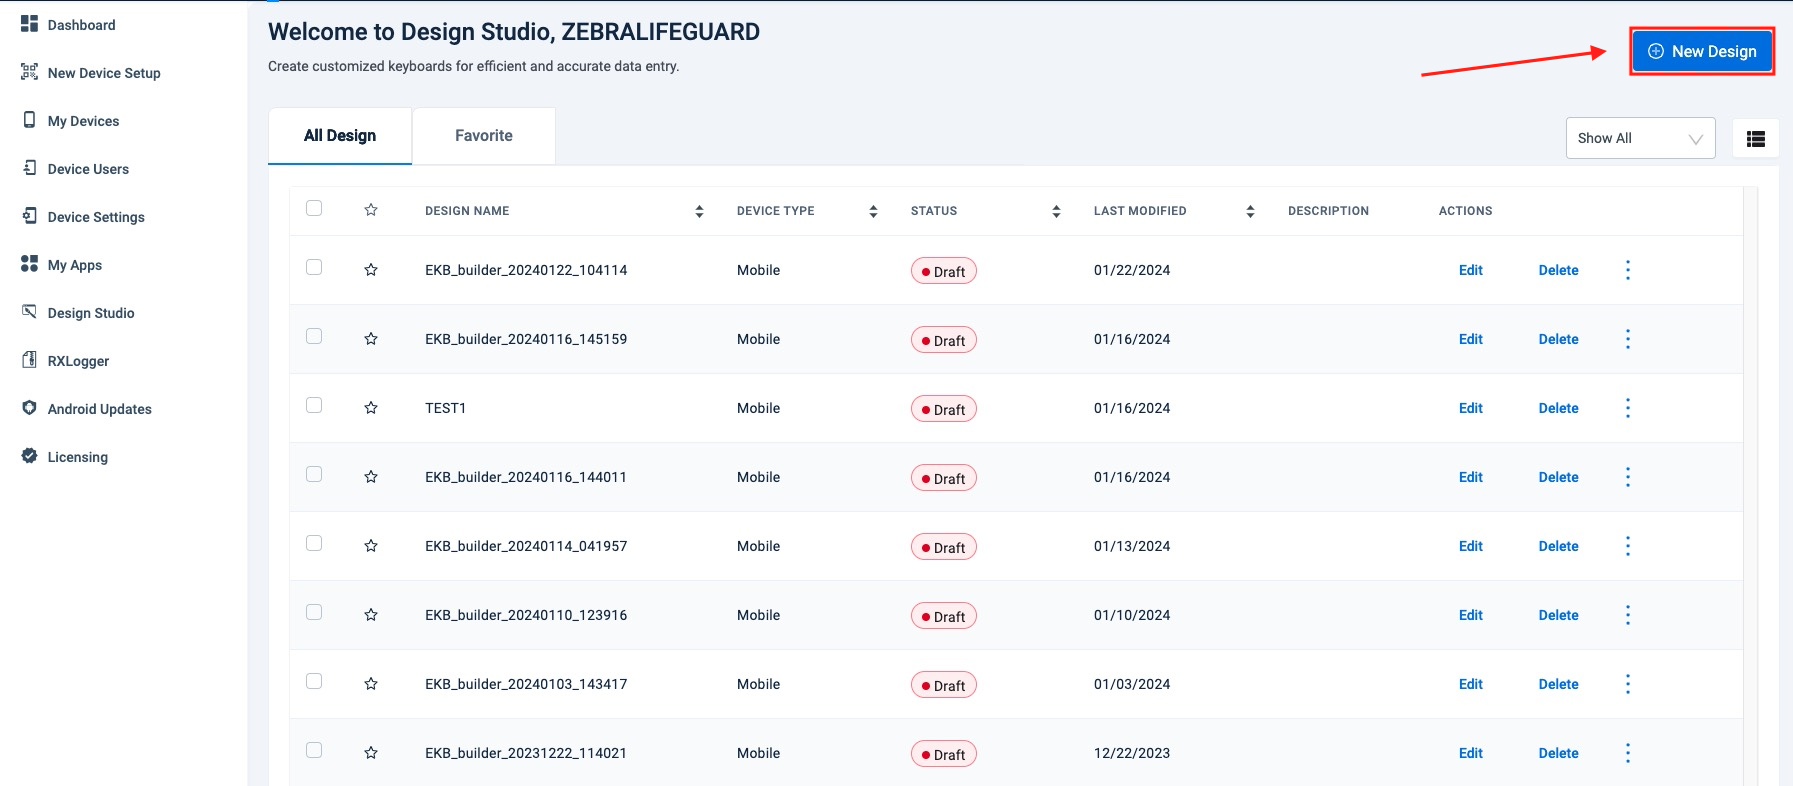 Dashboard
New Device Setup
My Devices
Device Users
Device Settings
My Apps
Design Studio
RXLogger
Android Updates
Licensing
Welcome to Design Studio, ZEBRALIFEGUARD
Create customized keyboards for efficient and accurate data entry.
New Design
All Design Favorite
Show All
DESIGN NAME DEVICE TYPE STATUS LAST MODIFIED DESCRIPTION ACTIONS
EKB_builder_20240122_104114 Mobile Draft 01/22/2024 Edit Delete
EKB_builder_20240116_145159 Mobile Draft 01/16/2024 Edit Delete
TEST1 Mobile Draft 01/16/2024 Edit Delete
EKB_builder_20240116_144011 Mobile Draft 01/16/2024 Edit Delete
EKB_builder_20240114_041957 Mobile Draft 01/13/2024 Edit Delete
EKB_builder_20240110_123916 Mobile Draft 01/10/2024 Edit Delete
EKB_builder_20240103_143417 Mobile Draft 01/03/2024 Edit Delete
EKB_builder_20231222_114021 Mobile Draft 12/22/2023 Edit Delete